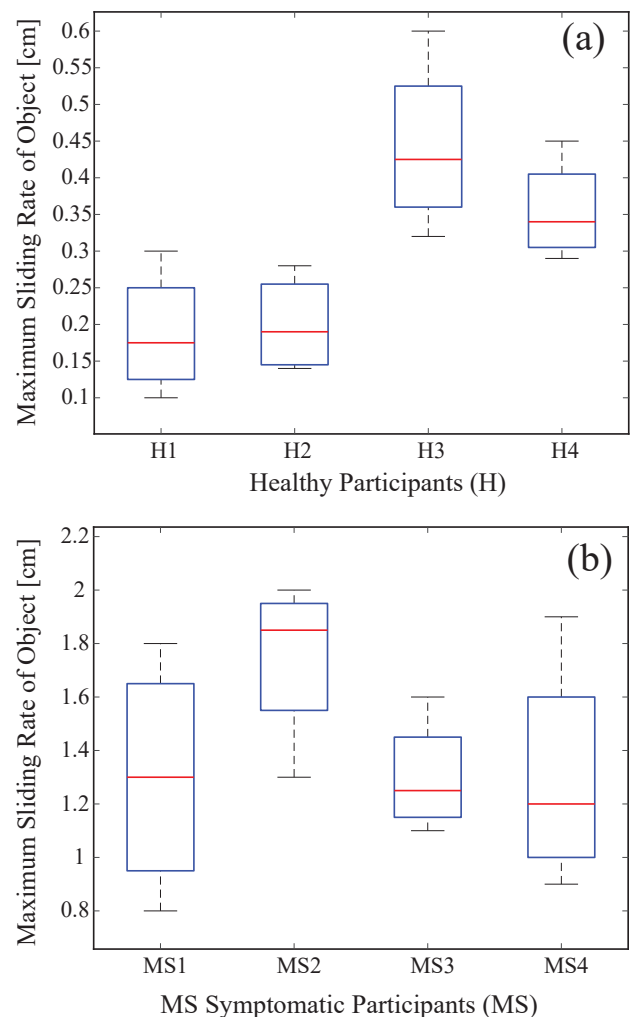 (a)
Maximum Sliding Rate of Object [cm]
0.6
0.55
0.5
0.45
0.4
0.35
0.3
0.25
0.2
0.15
0.1
H1 H2 H3 H4
Healthy Participants (H)
(b)
Maximum Sliding Rate of Object [cm]
2.2
2
1.8
1.6
1.4
1.2
1
0.8
MS1 MS2 MS3 MS4
MS Symptomatic Participants (MS)